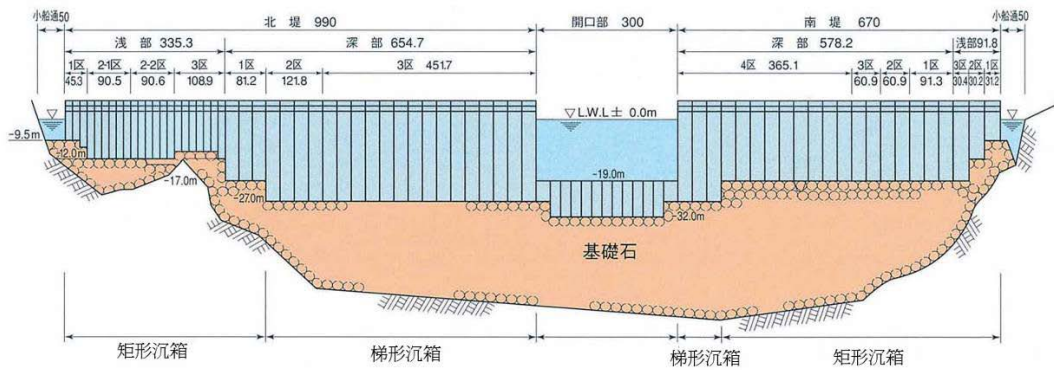 小船通50 北 堤 990 開口部 300 南 堤 670 小船通50
浅 部 335.3 深 部 654.7 深 部 578.2 浅部91.8
1区 2-1区 2-2区 3区 1区 2区 3区 451.7 4区 365.1 3区 2区 1区 3区 2区 1区
45.3 90.5 90.6 108.9 81.2 121.8 60.9 60.9 91.3 30.4 30.2 31.2
L.W.L± 0.0m
-9.5m
-12.0m
-17.0m
-19.0m
-27.0m
-32.0m
基礎石
矩形沉箱 梯形沉箱 梯形沉箱 矩形沉箱